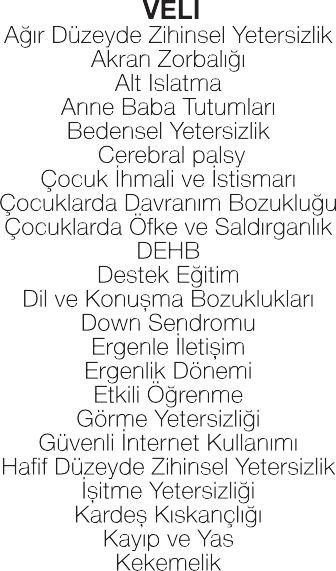 VELİ
Ağır Düzeyde Zihinsel Yetersizlik
Akran Zorbalığı
Alt Islatma
Anne Baba Tutumları
Bedensel Yetersizlik
Cerebral palsy
Çocuk İhmali ve İstismarı
Çocuklarda Davranım Bozukluğu
Çocuklarda Öfke ve Saldırganlık
DEHB
Destek Eğitim
Dil ve Konuşma Bozuklukları
Down Sendromu
Ergenle İletişim
Ergenlik Dönemi
Etkili Öğrenme
Görme Yetersizliği
Güvenli İnternet Kullanımı
Hafif Düzeyde Zihinsel Yetersizlik
İşitme Yetersizliği
Kardeş Kıskançlığı
Kayıp ve Yas
Kekemelik